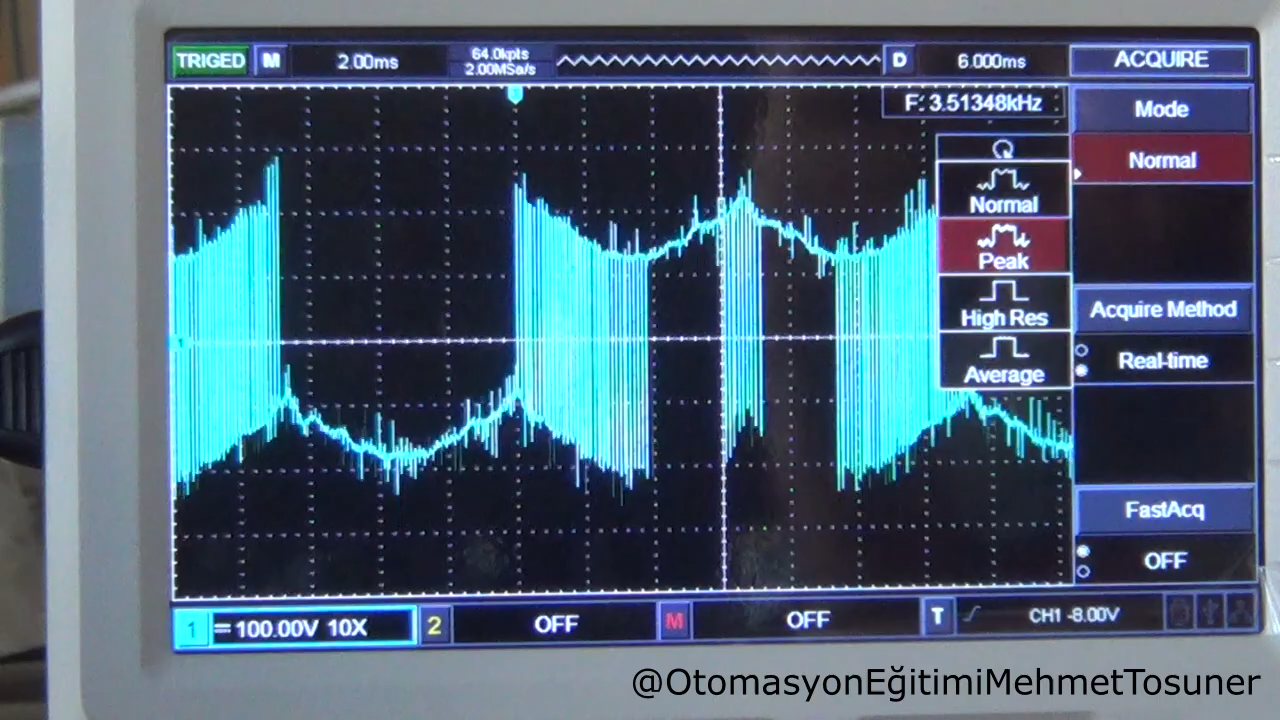 TRIGED M 2.00ms 64.0kpts D 6.000ms ACQUIRE
2.00MSa/s
F: 3.51348kHz
Mode
Normal
Normal
Peak
High Res
Average
Acquire Method
Real-time
FastAcq
OFF
1 100.00V 10X 2 OFF M OFF T CH1 -8.00V
@OtomasyonEğitimiMehmetTosuner